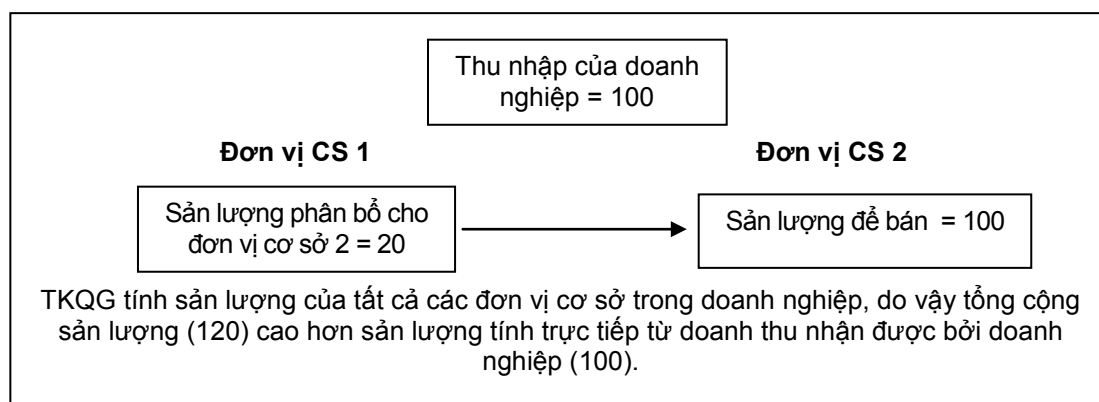 Thu nhập của doanh
nghiệp = 100
Đơn vị CS 1
Đơn vị CS 2
Sản lượng phân bổ cho
đơn vị cơ sở 2 = 20
Sản lượng để bán = 100
TKQG tính sản lượng của tất cả các đơn vị cơ sở trong doanh nghiệp, do vậy tổng cộng
sản lượng (120) cao hơn sản lượng tính trực tiếp từ doanh thu nhận được bởi doanh
nghiệp (100).